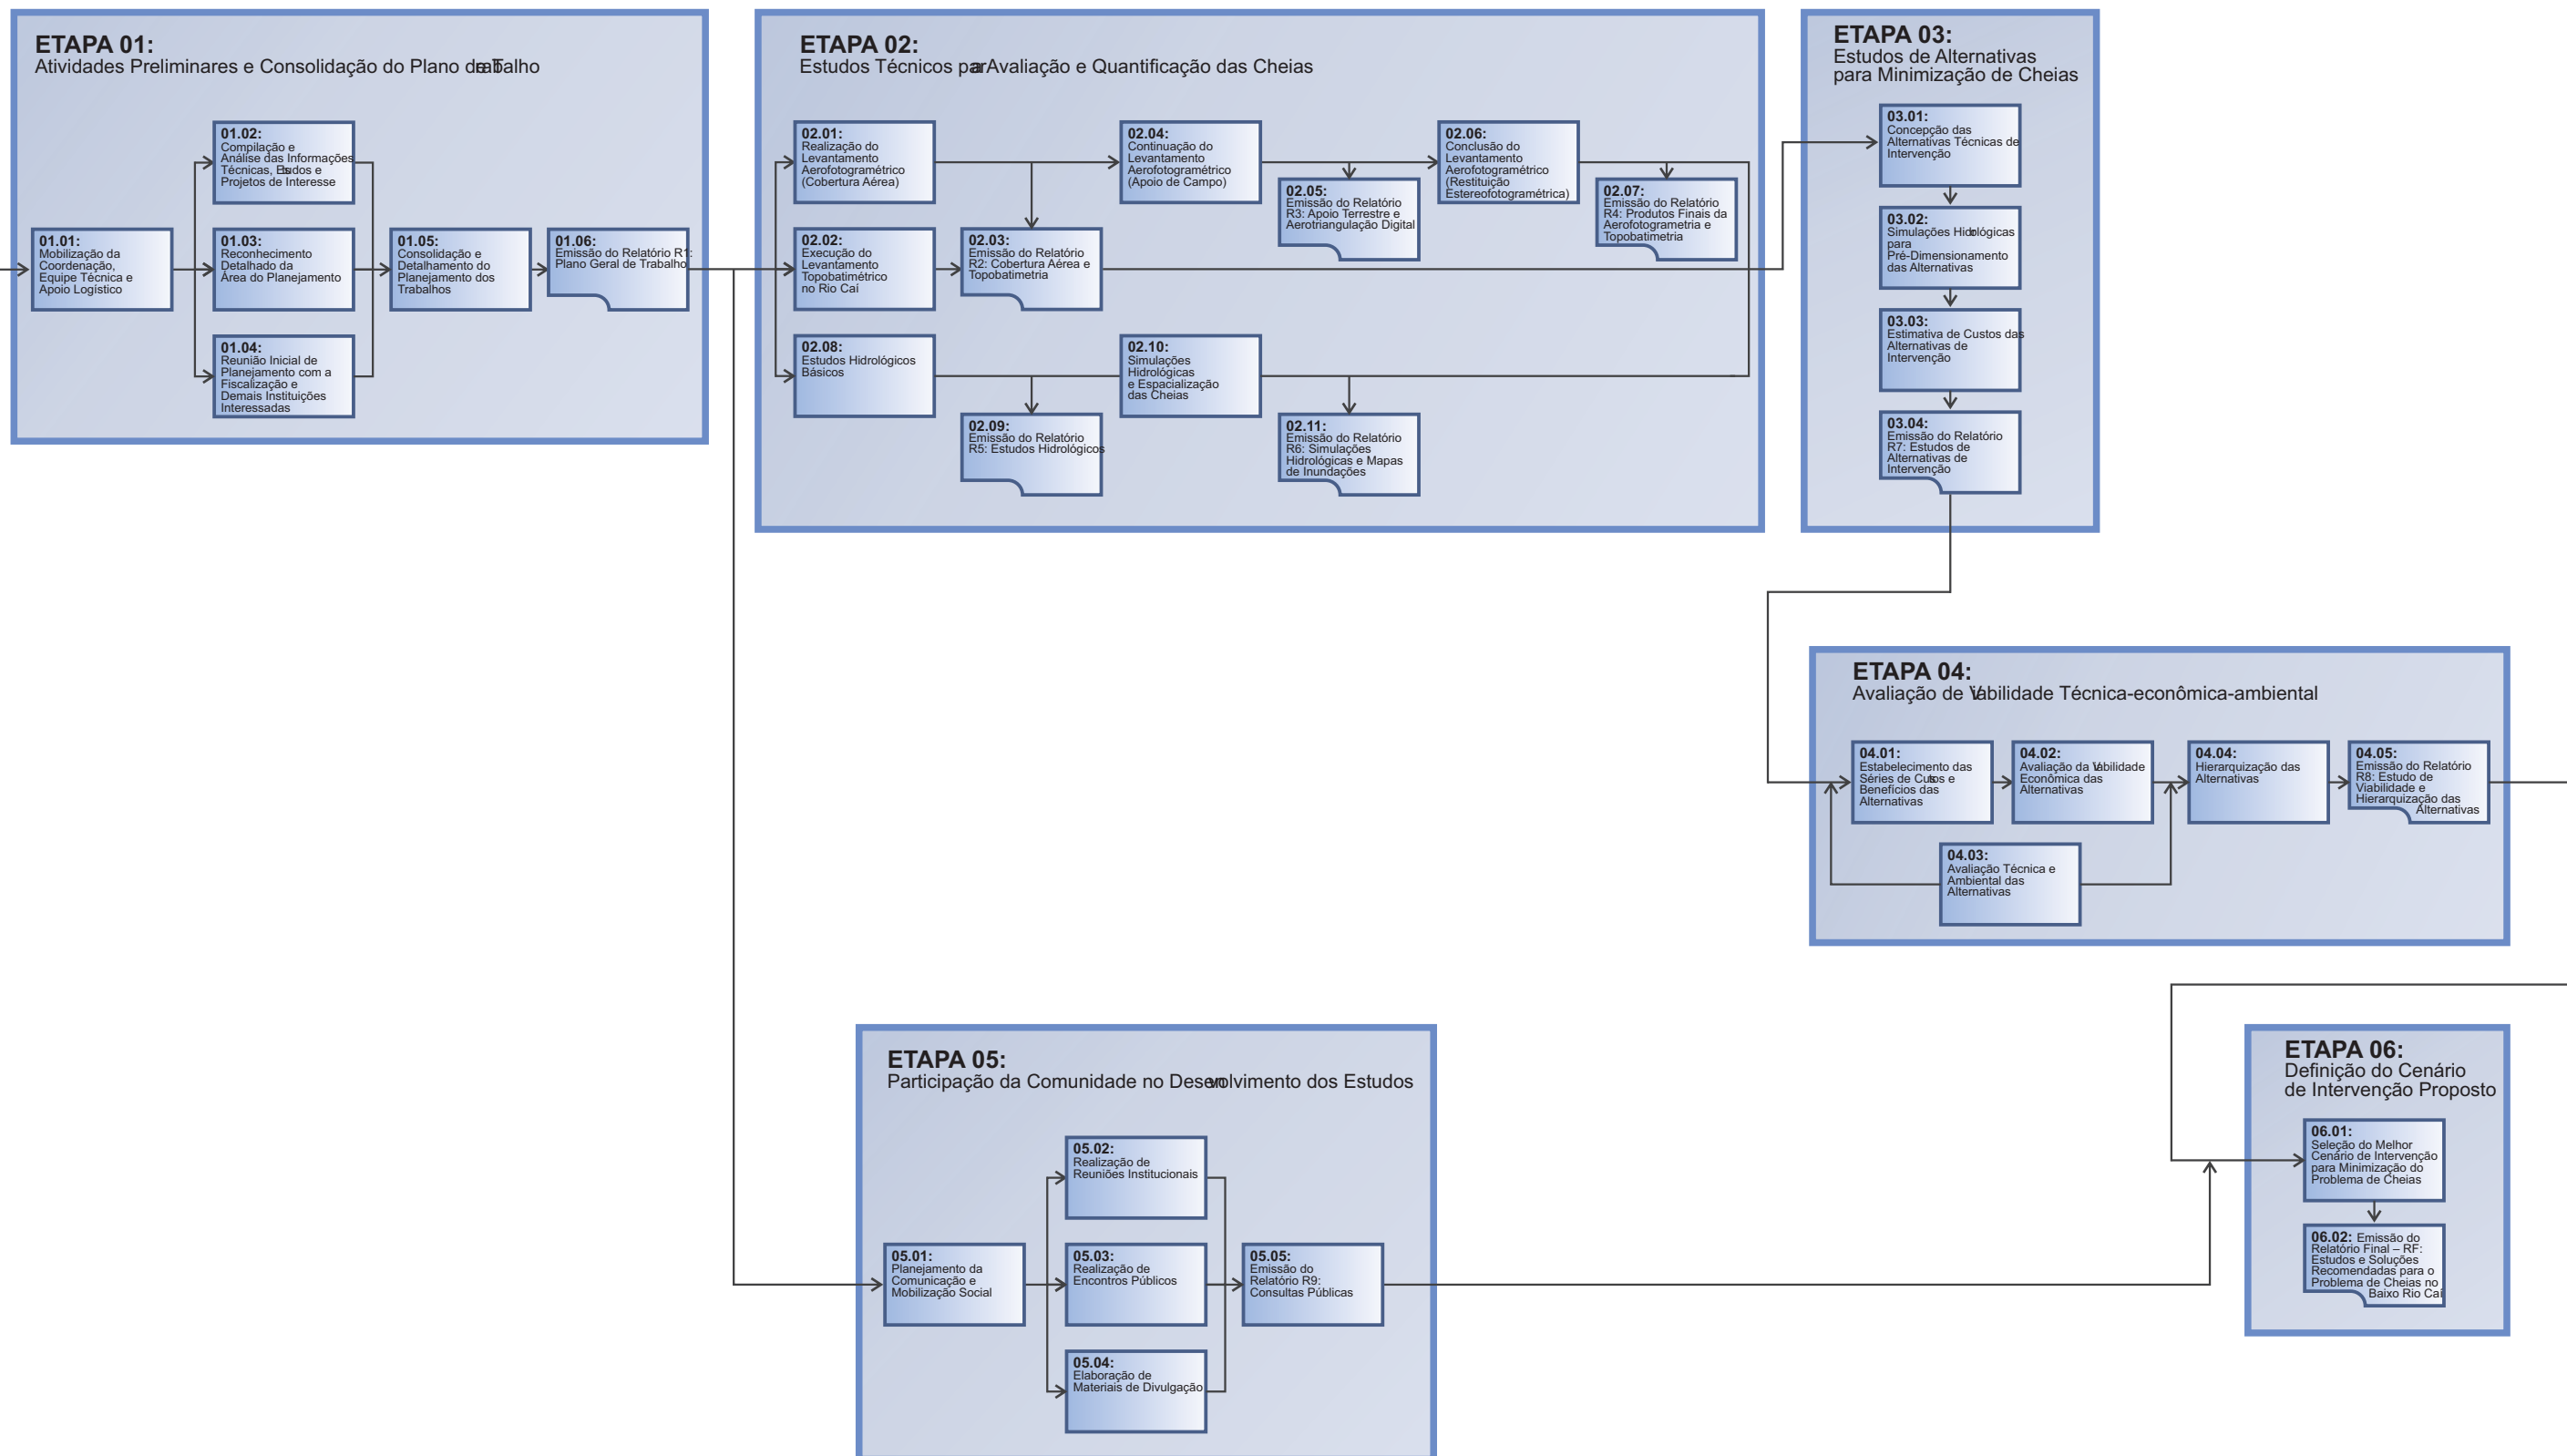 ETAPA 01:
Atividades Preliminares e Consolidação do Plano de Trabalho
01.01:
Mobilização da
Coordenação,
Equipe Técnica e
Apoio Logístico
01.02:
Compilação e
Análise das Informações
Técnicas, Estudos e
Projetos de Interesse
01.03:
Reconhecimento
Detalhado da
Área do Planejamento
01.04:
Reunião Inicial de
Planejamento com a
Fiscalização e
Demais Instituições
Interessadas
01.05:
Consolidação e
Detalhamento do
Planejamento dos
Trabalhos
01.06:
Emissão do Relatório R1:
Plano Geral de Trabalho
ETAPA 02:
Estudos Técnicos para Avaliação e Quantificação das Cheias
02.01:
Realização do
Levantamento
Aerofotogramétrico
(Cobertura Aérea)
02.02:
Execução do
Levantamento
Topobatimétrico
no Rio Caí
02.03:
Emissão do Relatório
R2: Cobertura Aérea e
Topobatimetria
02.04:
Continuação do
Levantamento
Aerofotogramétrico
(Apoio de Campo)
02.05:
Emissão do Relatório
R3: Apoio Terrestre e
Aerotriangulação Digital
02.06:
Conclusão do
Levantamento
Aerofotogramétrico
(Restituição
Estereofotogramétrica)
02.07:
Emissão do Relatório
R4: Produtos Finais da
Aerofogrametria e
Topobatimetria
02.08:
Estudos Hidrológicos
Básicos
02.09:
Emissão do Relatório
R5: Estudos Hidrológicos
02.10:
Simulações
Hidrológicas
e Espacialização
das Cheias
02.11:
Emissão do Relatório
R6: Simulações
Hidrológicas e Mapas
de Inundações
ETAPA 03:
Estudos de Alternativas
para Minimização de Cheias
03.01:
Concepção das
Alternativas Técnicas de
Intervenção
03.02:
Simulações Hidrológicas
para
Pré-Dimensionamento
das Alternativas
03.03:
Estimativa de Custos das
Alternativas de
Intervenção
03.04:
Emissão do Relatório
R7: Estudos de
Alternativas de
Intervenção
ETAPA 04:
Avaliação de Viabilidade Técnica-econômica-ambiental
04.01:
Estabelecimento das
Séries de Custos e
Benefícios das
Alternativas
04.02:
Avaliação da Viabilidade
Econômica das
Alternativas
04.03:
Avaliação Técnica e
Ambiental das
Alternativas
04.04:
Hierarquização das
Alternativas
04.05:
Emissão do Relatório
R8: Estudo de
Viabilidade e
Hierarquização das
Alternativas
ETAPA 05:
Participação da Comunidade no Desenvolvimento dos Estudos
05.01:
Planejamento da
Comunicação e
Mobilização Social
05.02:
Realização de
Reuniões Institucionais
05.03:
Realização de
Encontros Públicos
05.04:
Elaboração de
Materiais de Divulgação
05.05:
Emissão do
Relatório R9:
Consultas Públicas
ETAPA 06:
Definição do Cenário
de Intervenção Proposto
06.01:
Seleção do Melhor
Cenário de Intervenção
para Minimização do
Problema de Cheias
06.02: Emissão do
Relatório Final – RF:
Estudos e Soluções
Recomendadas para o
Problema de Cheias no
Baixo Rio Caí